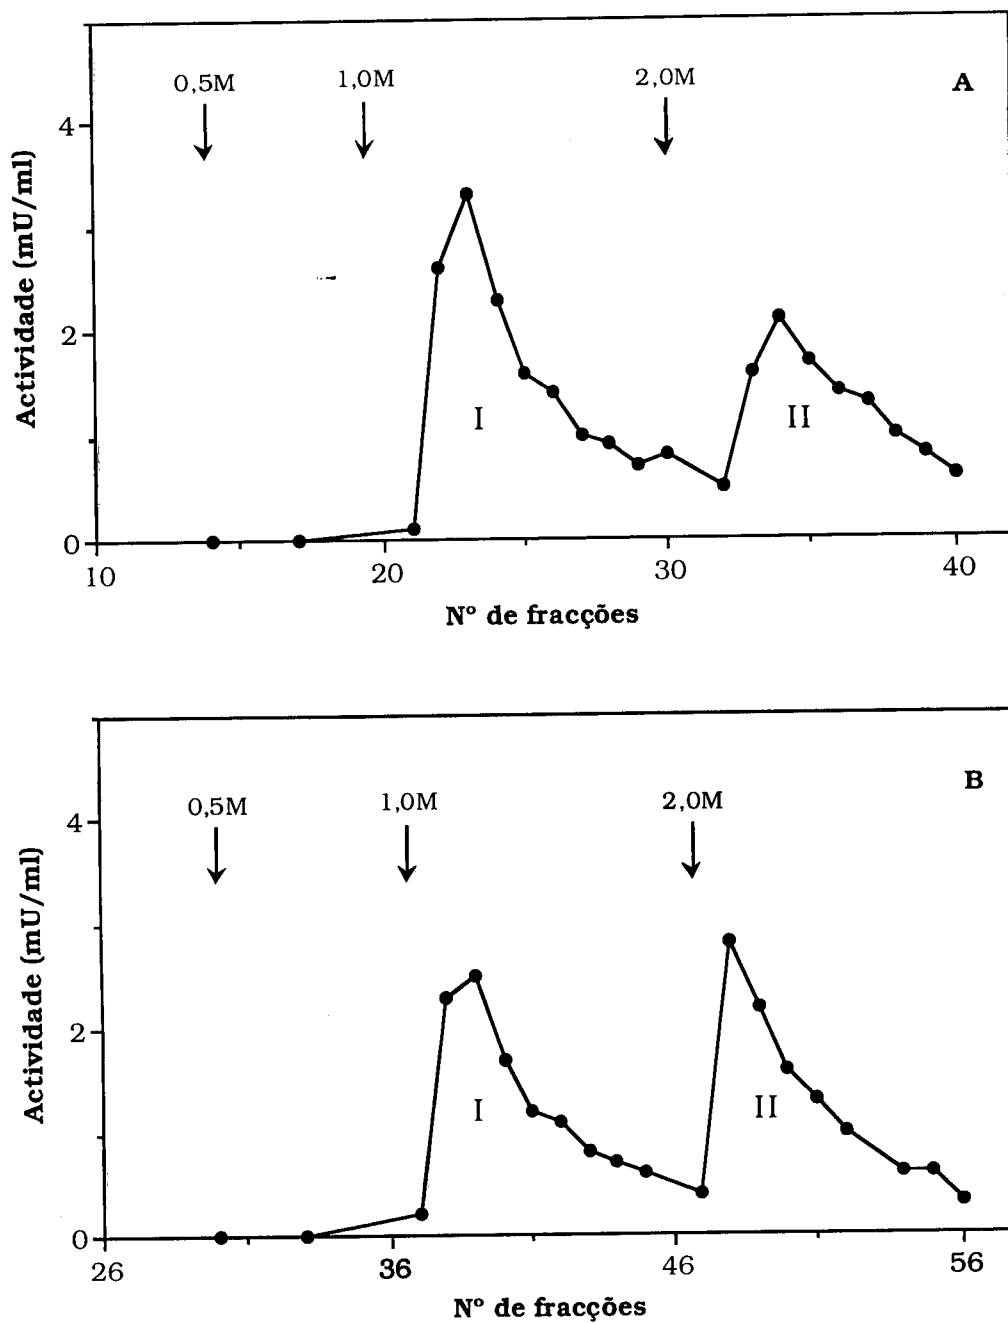 0,5M 1,0M 2,0M A
4
2
0
Actividade (mU/ml)
I
II
10 20 30 40
Nº de fracções
0,5M 1,0M 2,0M B
4
2
0
Actividade (mU/ml)
I
II
26 36 46 56
Nº de fracções